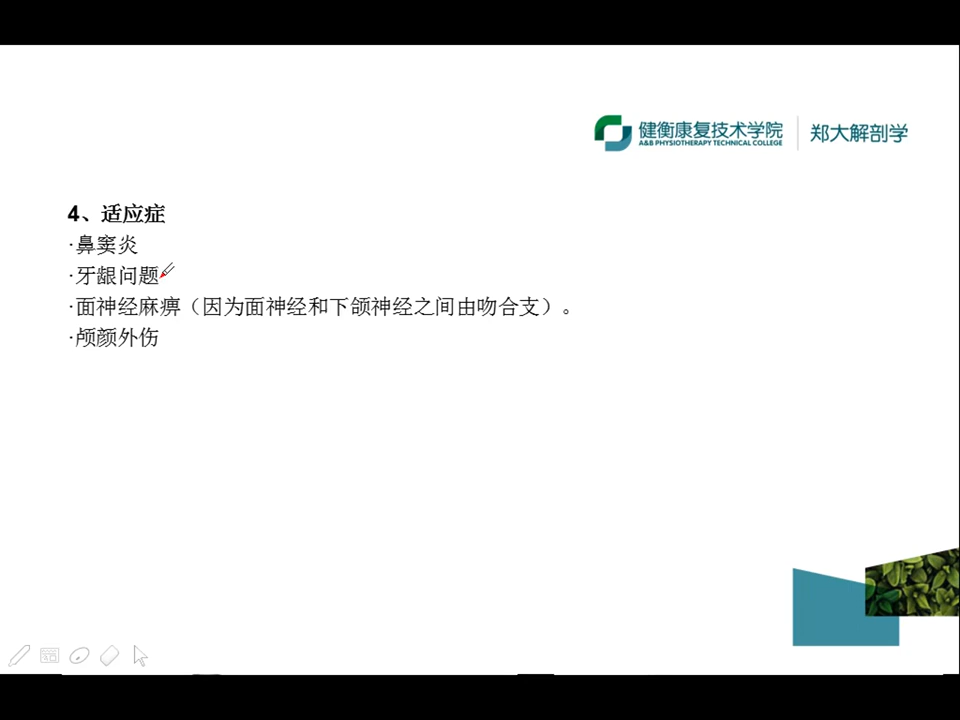 健衡康复技术学院
A&B PHYSIOTHERAPY TECHNICAL COLLEGE
郑大解剖学
4、适应症
·鼻窦炎
·牙龈问题
·面神经麻痹（因为面神经和下颌神经之间由吻合支）。
·颅颜外伤